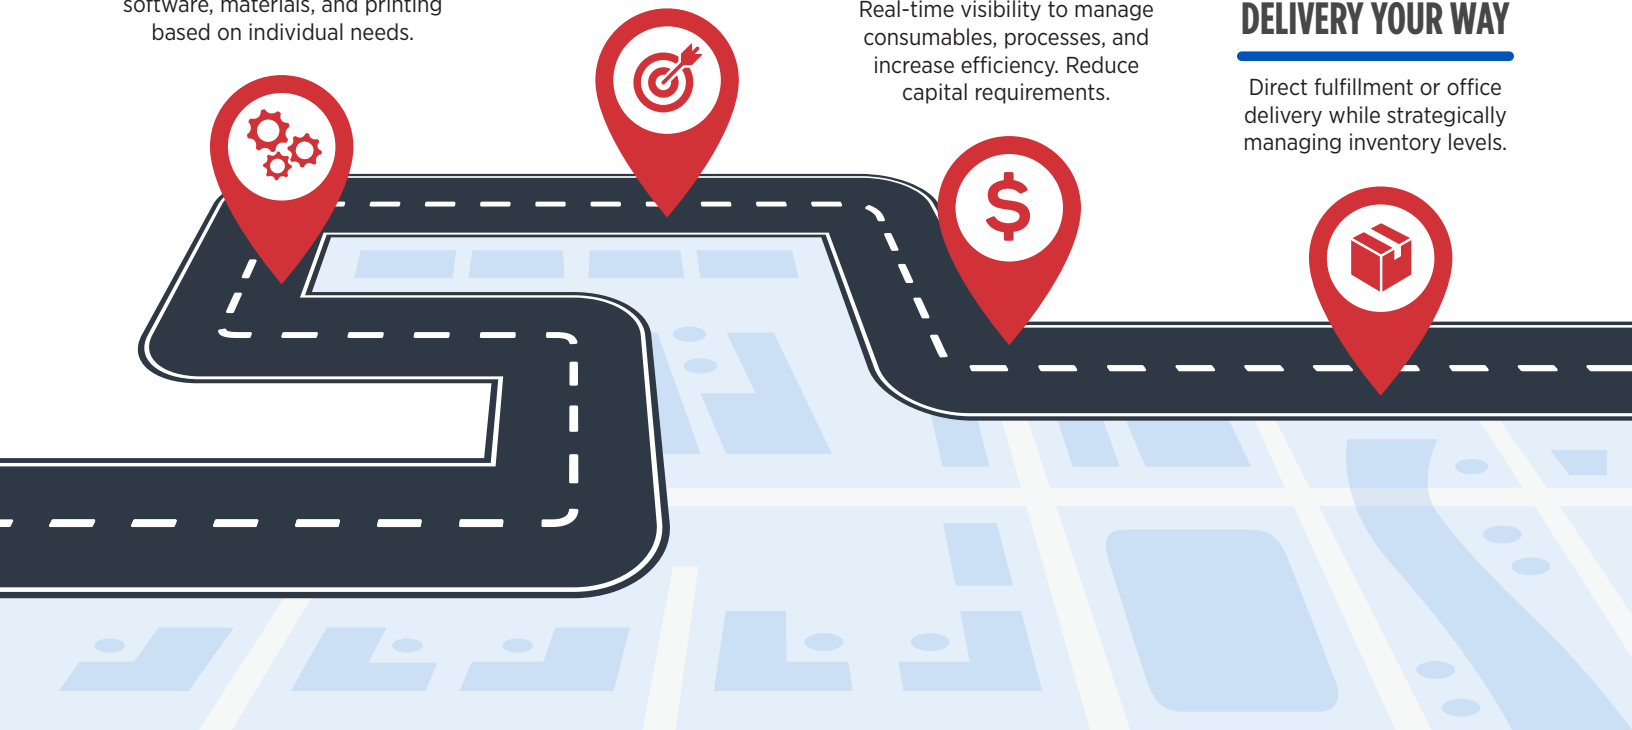 software, materials, and printing
based on individual needs.
Real-time visibility to manage
consumables, processes, and
increase efficiency. Reduce
capital requirements.
DELIVERY YOUR WAY
Direct fulfillment or office
delivery while strategically
managing inventory levels.
$